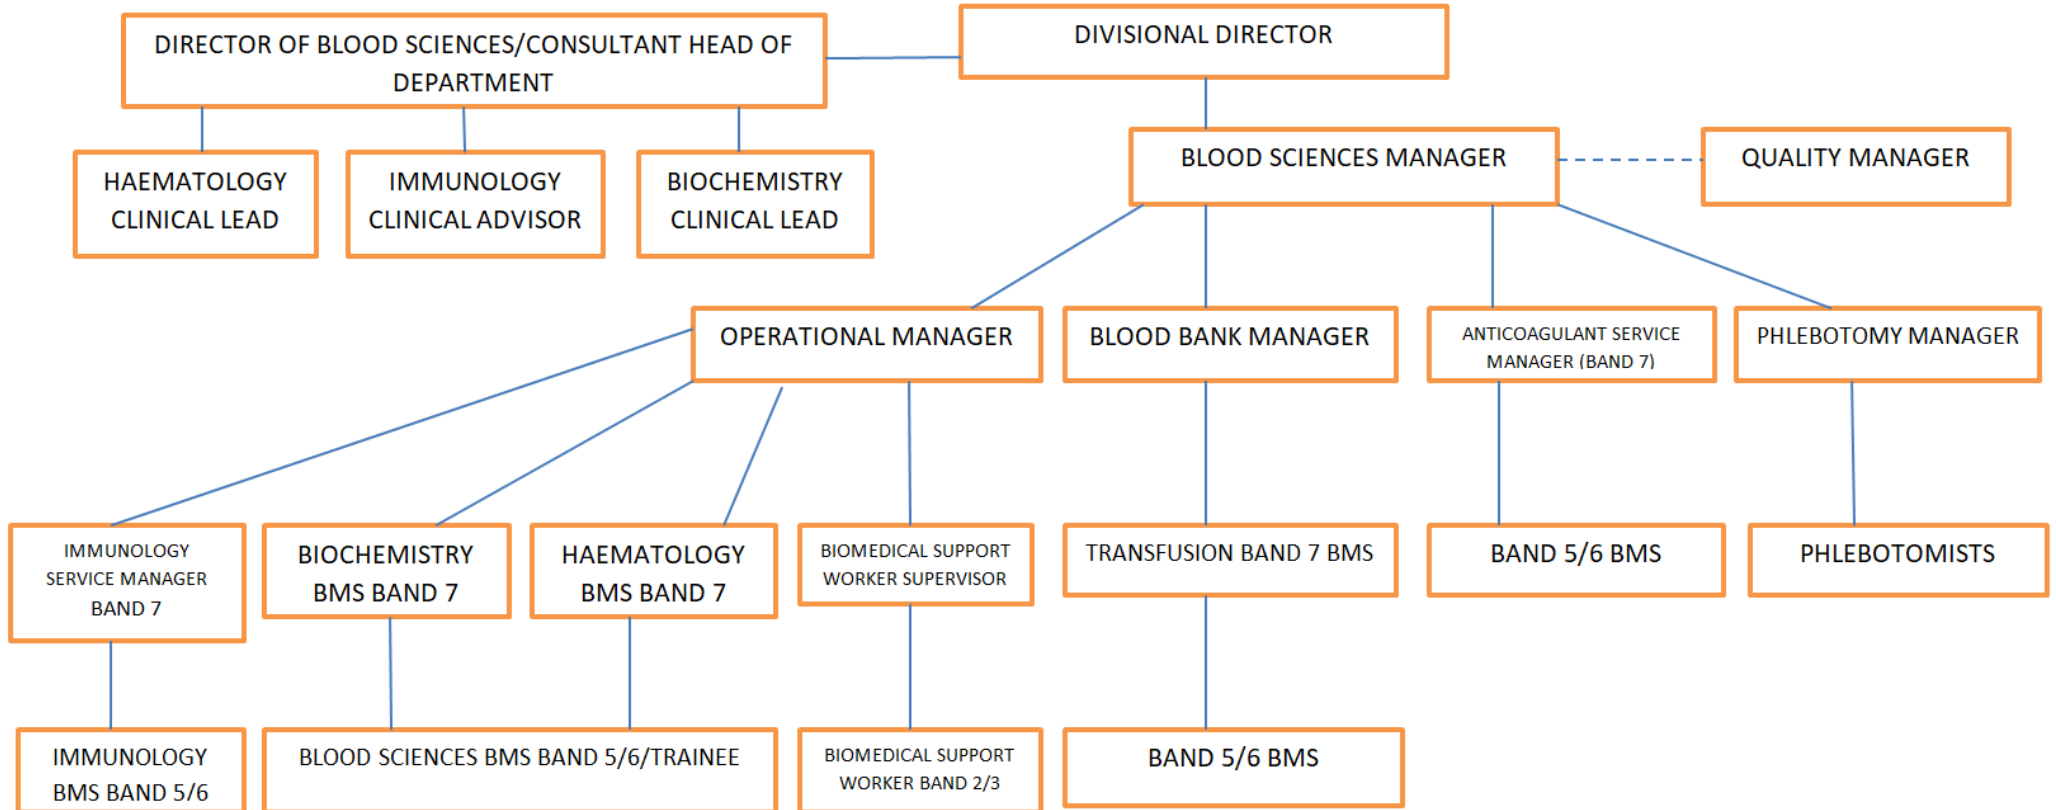 DIRECTOR OF BLOOD SCIENCES/CONSULTANT HEAD OF
DEPARTMENT
DIVISIONAL DIRECTOR
HAEMATOLOGY
CLINICAL LEAD
IMMUNOLOGY
CLINICAL ADVISOR
BIOCHEMISTRY
CLINICAL LEAD
BLOOD SCIENCES MANAGER
QUALITY MANAGER
OPERATIONAL MANAGER
BLOOD BANK MANAGER
ANTICOAGULANT SERVICE
MANAGER (BAND 7)
PHLEBOTOMY MANAGER
IMMUNOLOGY
SERVICE MANAGER
BAND 7
BIOCHEMISTRY
BMS BAND 7
HAEMATOLOGY
BMS BAND 7
BIOMEDICAL SUPPORT
WORKER SUPERVISOR
TRANSFUSION BAND 7 BMS
BAND 5/6 BMS
PHLEBOTOMISTS
IMMUNOLOGY
BMS BAND 5/6
BLOOD SCIENCES BMS BAND 5/6/TRAINEE
BIOMEDICAL SUPPORT
WORKER BAND 2/3
BAND 5/6 BMS